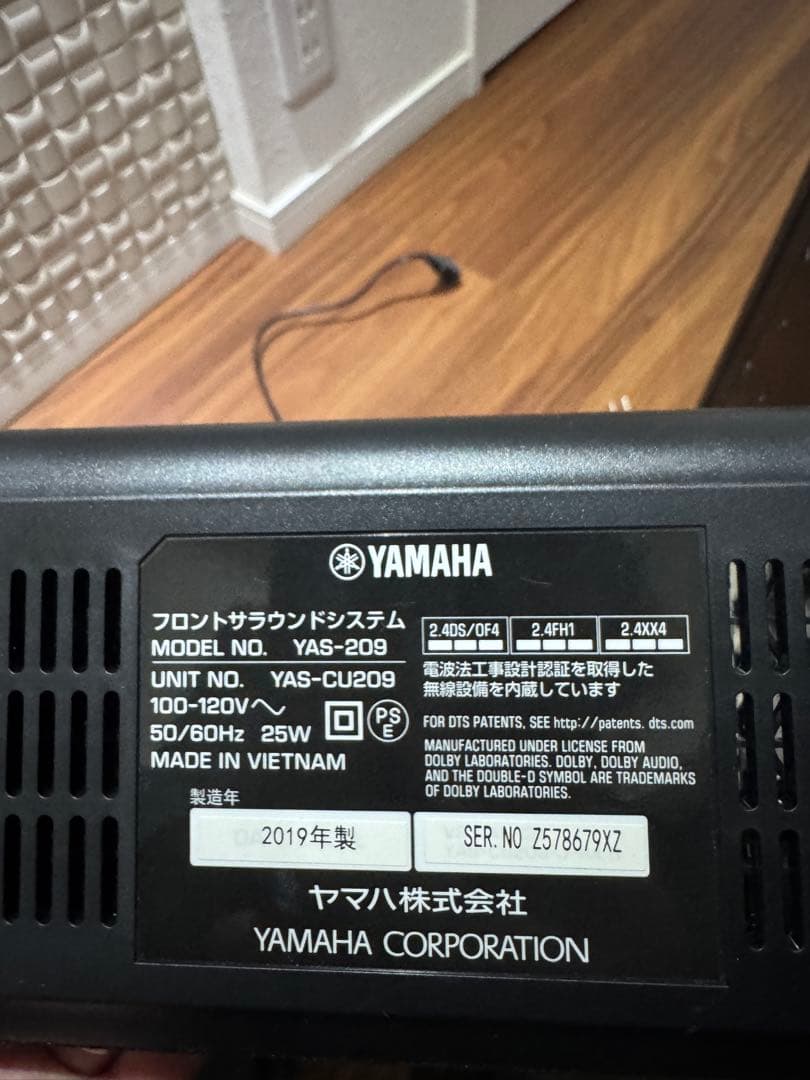 YAMAHA
フロントサラウンドシステム
MODEL NO. YAS-209
UNIT NO. YAS-CU209
100-120V～
50/60Hz 25W
PS
E
MADE IN VIETNAM
2.4DS/OF4 2.4FH1 2.4XX4
電波法工事設計認証を取得した
無線設備を内蔵しています
FOR DTS PATENTS, SEE http://patents. dts.com
MANUFACTURED UNDER LICENSE FROM
DOLBY LABORATORIES. DOLBY, DOLBY AUDIO,
AND THE DOUBLE-D SYMBOL ARE TRADEMARKS
OF DOLBY LABORATORIES.
製造年
2019年製
SER. NO Z578679XZ
ヤマハ株式会社
YAMAHA CORPORATION